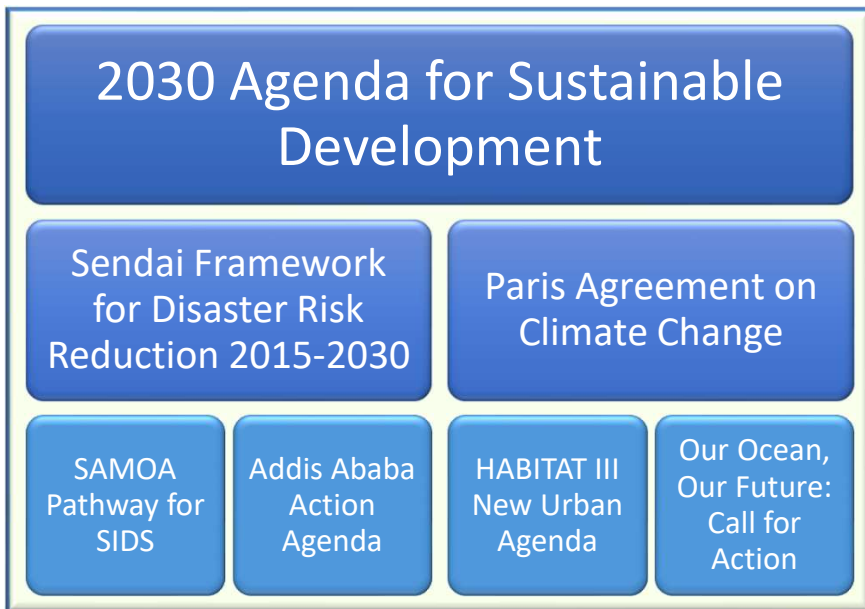 2030 Agenda for Sustainable
Development
Sendai Framework
for Disaster Risk
Reduction 2015-2030
Paris Agreement on
Climate Change
SAMOA
Pathway for
SIDS
Addis Ababa
Action
Agenda
HABITAT III
New Urban
Agenda
Our Ocean,
Our Future:
Call for
Action